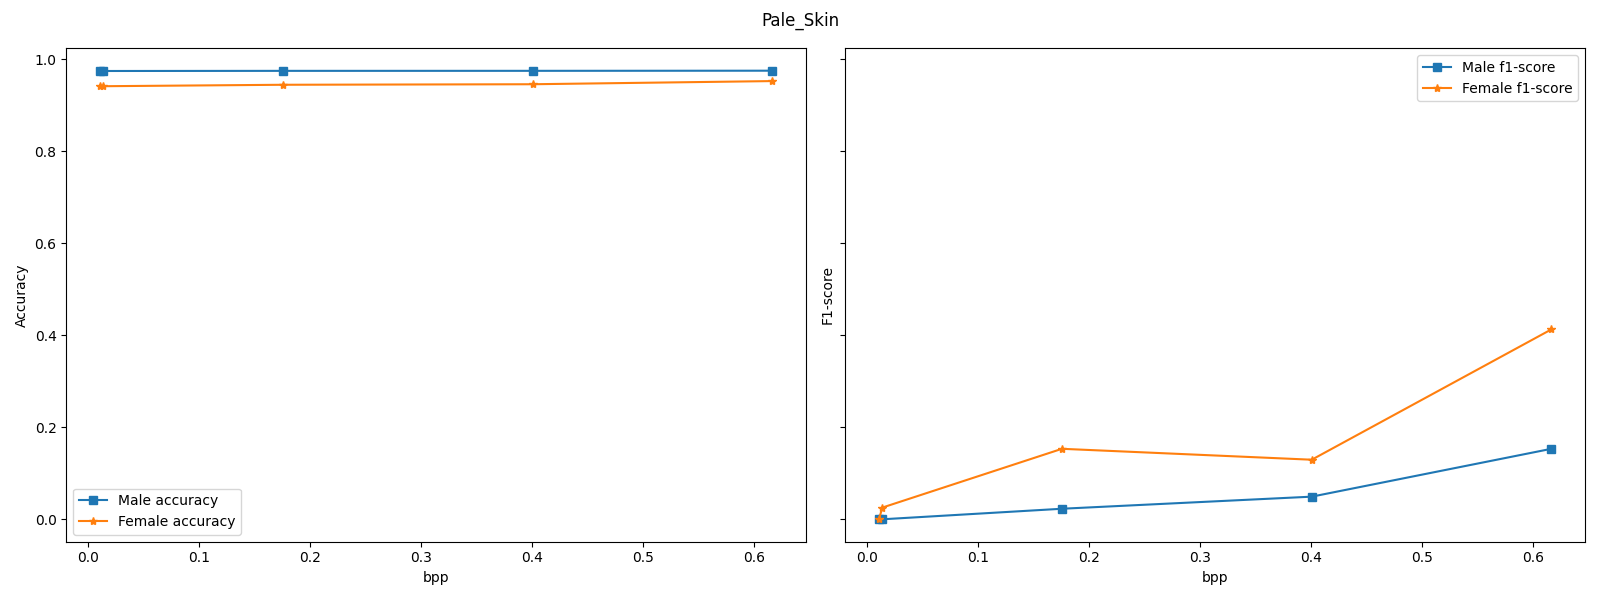 Pale_Skin
Accuracy
1.0
0.8
0.6
0.4
0.2
0.0
Male accuracy
Female accuracy
0.0 0.1 0.2 0.3 0.4 0.5 0.6
bpp
F1-score
Male f1-score
Female f1-score
0.0 0.1 0.2 0.3 0.4 0.5 0.6
bpp